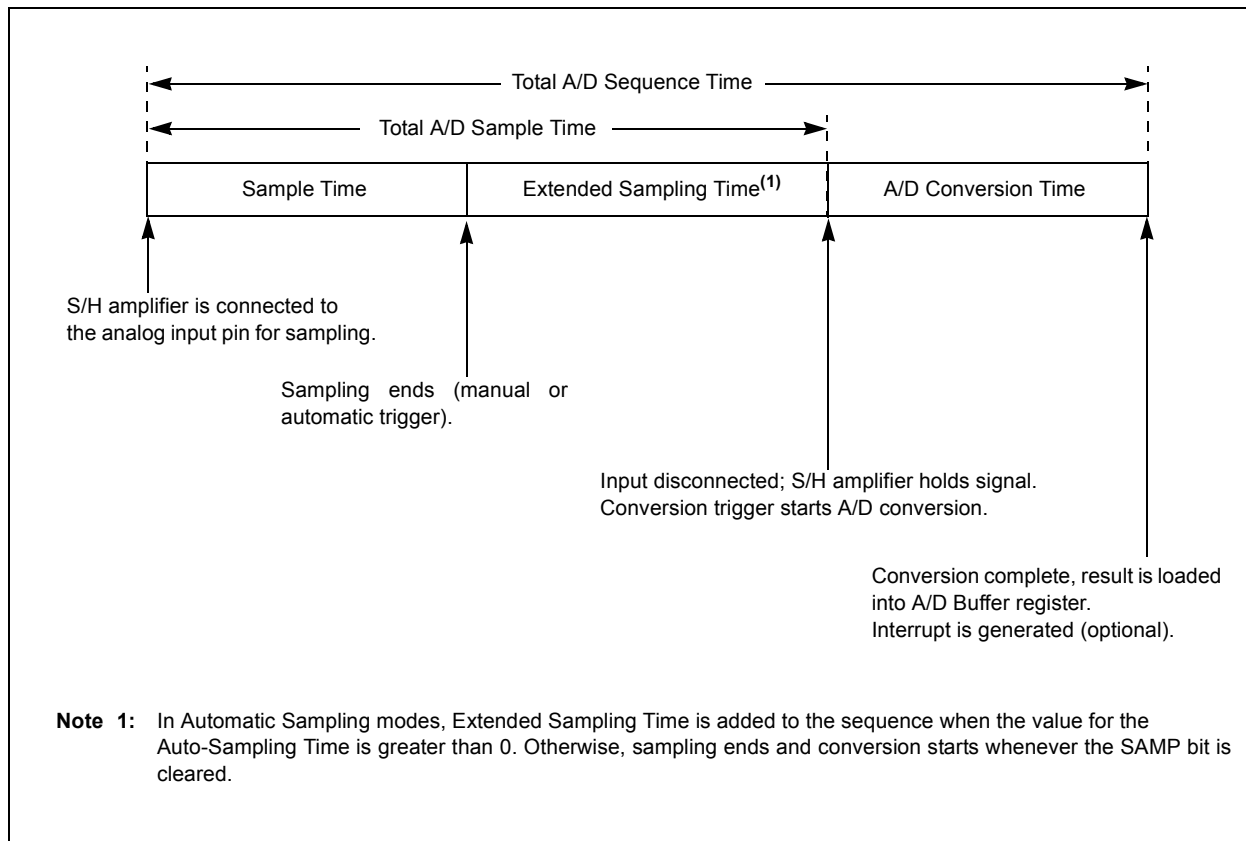 Total A/D Sequence Time
Total A/D Sample Time
Sample Time
Extended Sampling Time(1)
A/D Conversion Time
S/H amplifier is connected to
the analog input pin for sampling.
Sampling ends (manual or
automatic trigger).
Input disconnected; S/H amplifier holds signal.
Conversion trigger starts A/D conversion.
Conversion complete, result is loaded
into A/D Buffer register.
Interrupt is generated (optional).
Note 1: In Automatic Sampling modes, Extended Sampling Time is added to the sequence when the value for the
Auto-Sampling Time is greater than 0. Otherwise, sampling ends and conversion starts whenever the SAMP bit is
cleared.